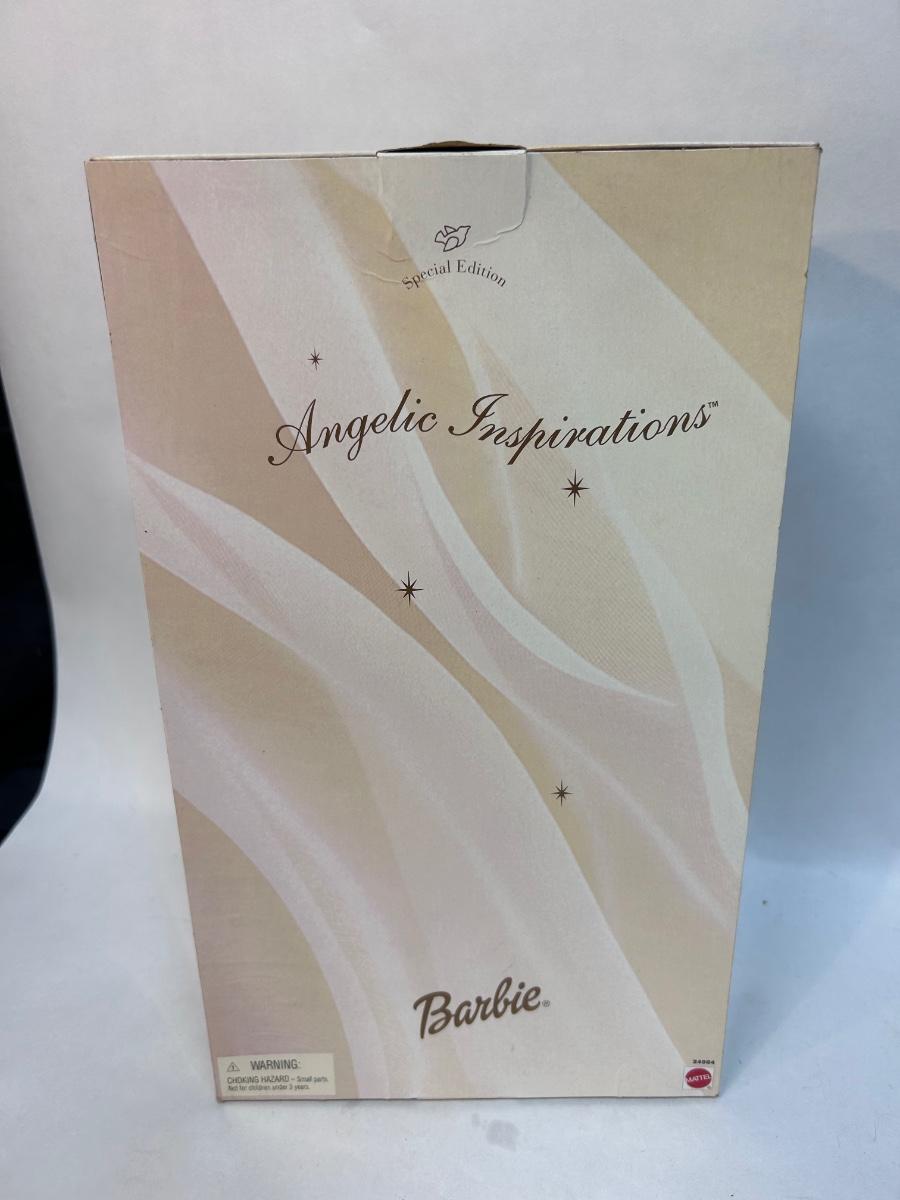 Special Edition
Angelic Inspirations™
Barbie®
⚠ WARNING:
CHOKING HAZARD – Small parts.
Not for children under 3 years.
24984
MATTEL